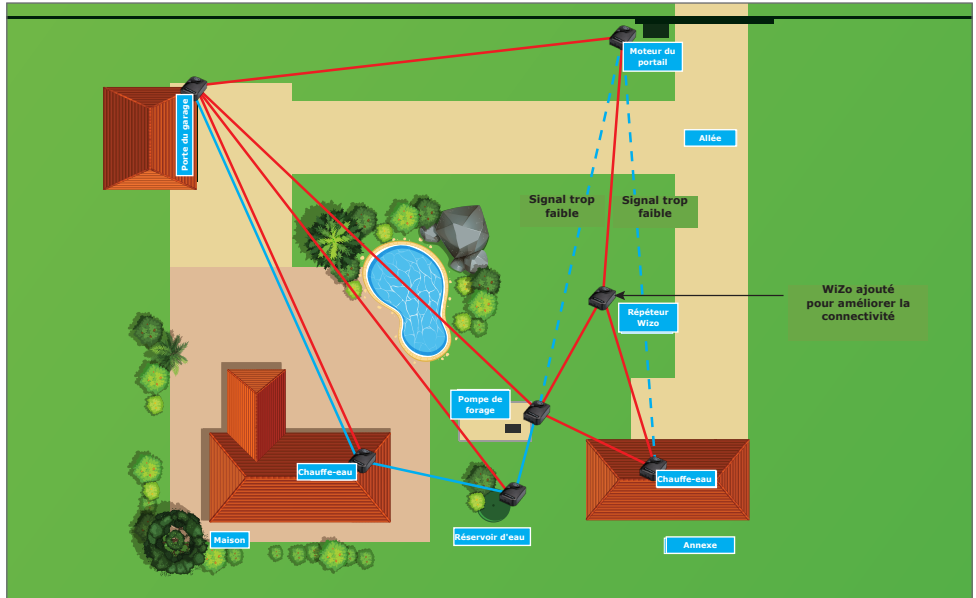 Moteur du
portail
Porte du garage
Allée
Signal trop
faible
Signal trop
faible
WiZo ajouté
pour améliorer la
connectivité
Répéteur
Wizo
Pompe de
forage
Chauffe-eau
Chauffe-eau
Maison
Réservoir d'eau
Annexe